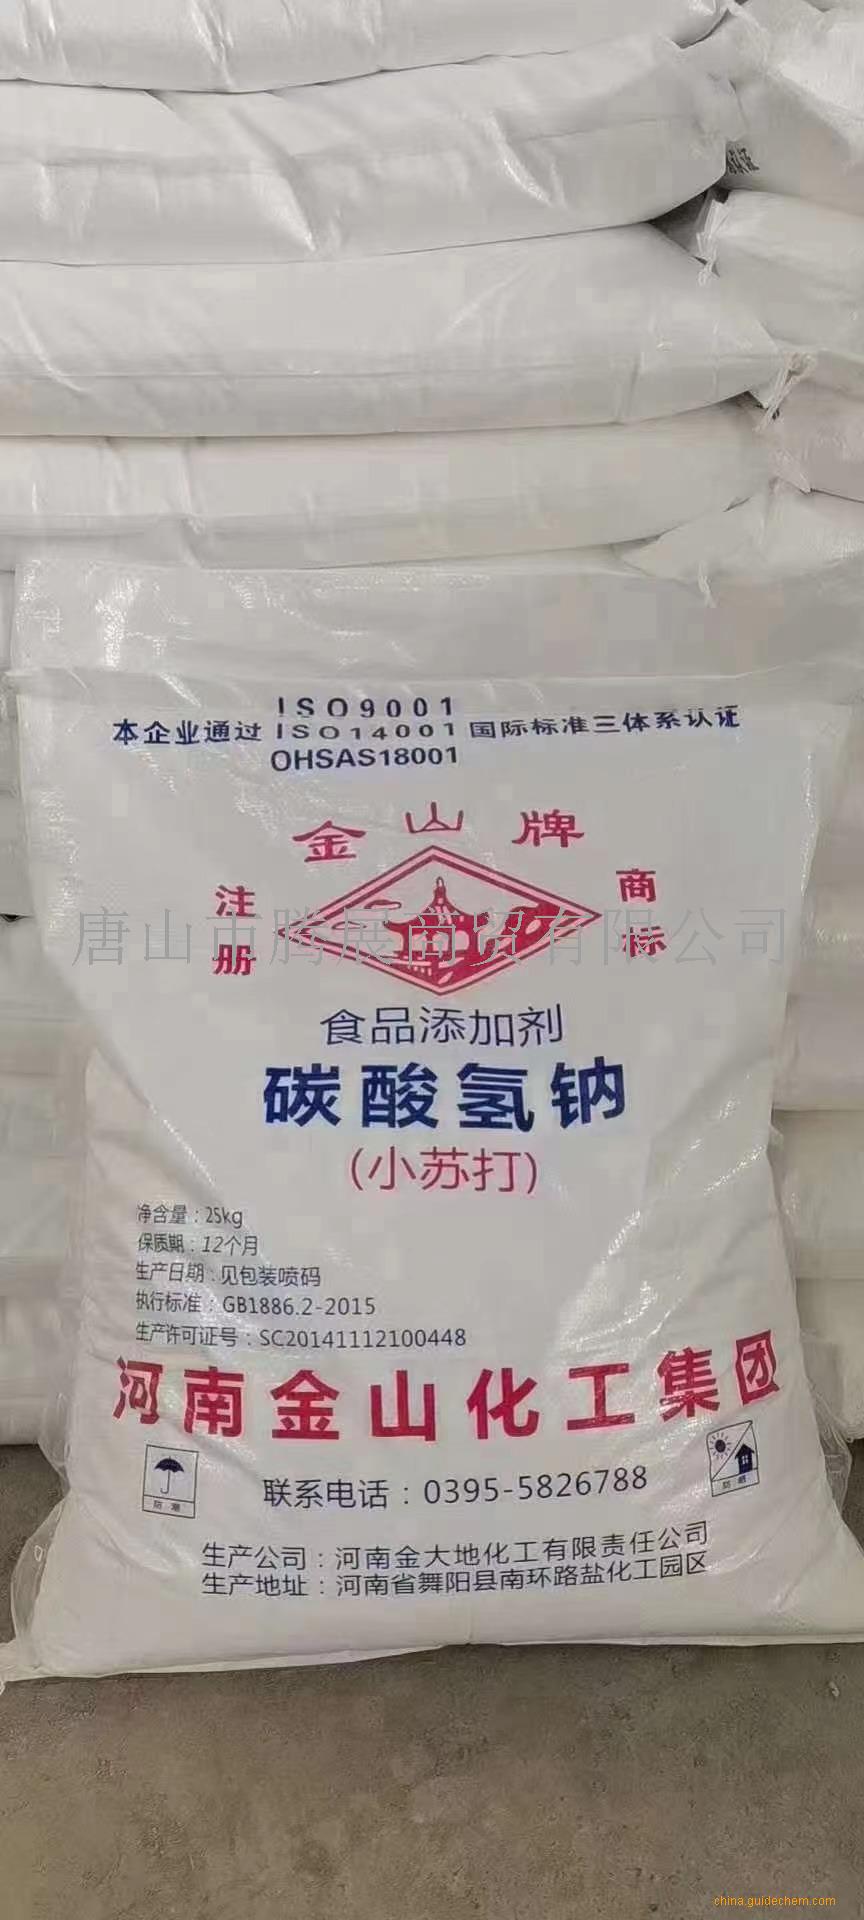 认证
ISO9001
本企业通过 ISO14001 国际标准三体系认证
OHSAS18001
金山牌
注册 商标
唐山市腾展商贸有限公司
食品添加剂
碳酸氢钠
(小苏打)
净含量:25kg
保质期:12个月
生产日期:见包装喷码
执行标准:GB1886.2-2015
生产许可证号:SC20141112100448
河南金山化工集团
防潮 防晒
联系电话:0395-5826788
生产公司:河南金大地化工有限责任公司
生产地址:河南省舞阳县南环路盐化工园区
china.guidechem.com